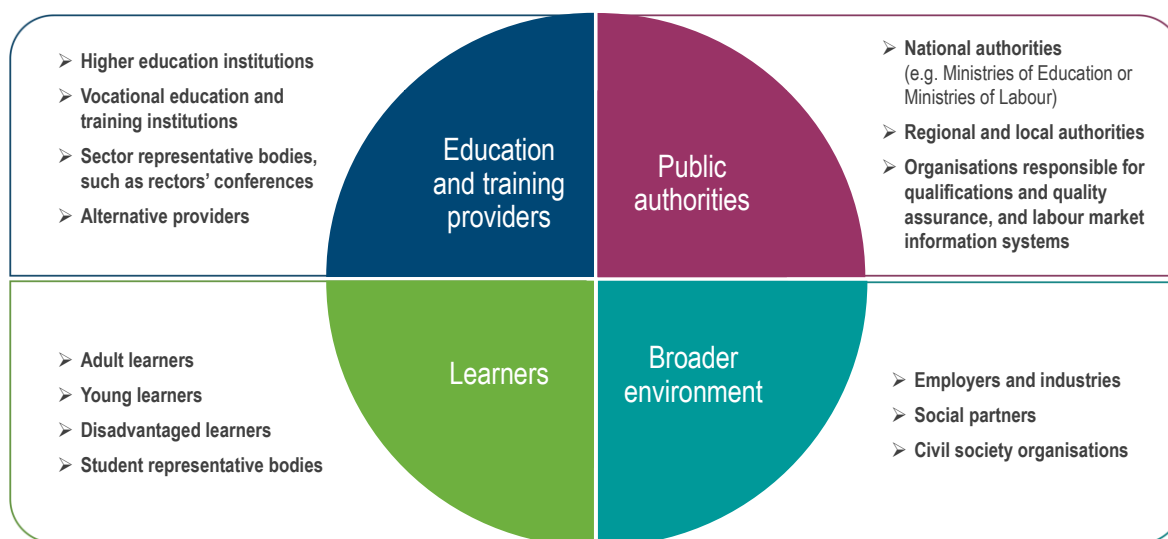 ➢ Higher education institutions
➢ Vocational education and
training institutions
➢ Sector representative bodies,
such as rectors’ conferences
➢ Alternative providers
Education
and training
providers
Public
authorities
➢ National authorities
(e.g. Ministries of Education or
Ministries of Labour)
➢ Regional and local authorities
➢ Organisations responsible for
qualifications and quality
assurance, and labour market
information systems
➢ Adult learners
➢ Young learners
➢ Disadvantaged learners
➢ Student representative bodies
Learners
Broader
environment
➢ Employers and industries
➢ Social partners
➢ Civil society organisations